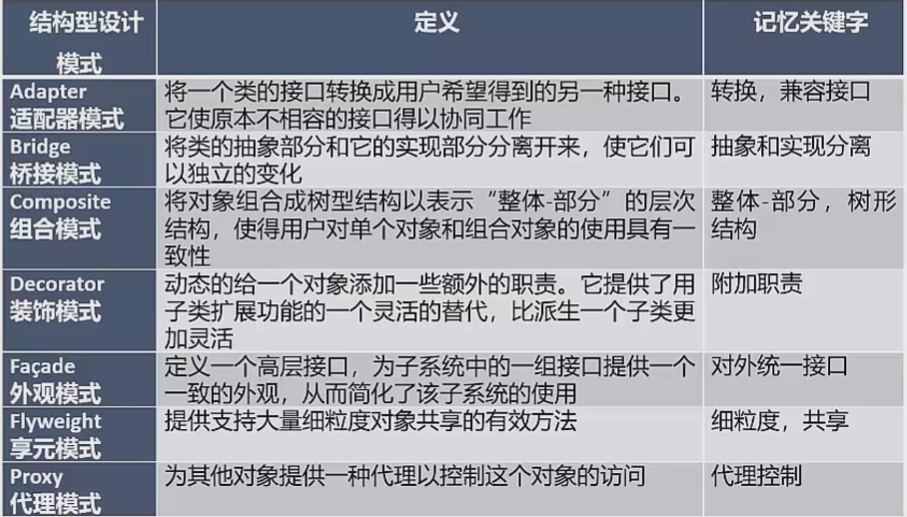 结构型设计
模式
定义
记忆关键字
Adapter
适配器模式
将一个类的接口转换成用户希望得到的另一种接口。
它使原本不相容的接口得以协同工作
转换，兼容接口
Bridge
桥接模式
将类的抽象部分和它的实现部分分离开来，使它们可
以独立的变化
抽象和实现分离
Composite
组合模式
将对象组合成树型结构以表示“整体-部分”的层次
结构，使得用户对单个对象和组合对象的使用具有一
致性
整体-部分，树形
结构
Decorator
装饰模式
动态的给一个对象添加一些额外的职责。它提供了用
子类扩展功能的一个灵活的替代，比派生一个子类更
加灵活
附加职责
Façade
外观模式
定义一个高层接口，为子系统中的一组接口提供一个
一致的外观，从而简化了该子系统的使用
对外统一接口
Flyweight
享元模式
提供支持大量细粒度对象共享的有效方法
细粒度，共享
Proxy
代理模式
为其他对象提供一种代理以控制这个对象的访问
代理控制